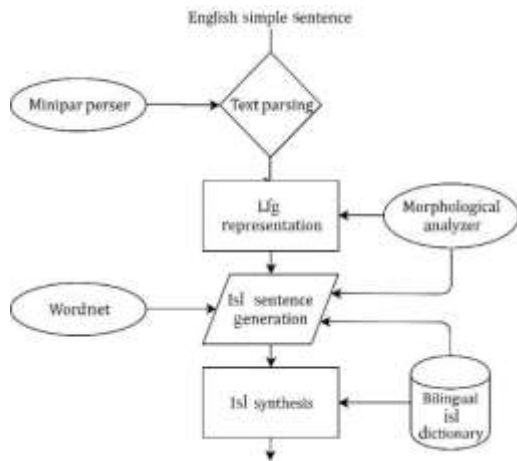 English simple sentence
Minipar perser
Text parsing
Lfg
representation
Morphological
analyzer
Wordnet
Isl sentence
generation
Isl synthesis
Bilingual
isl
dictionary